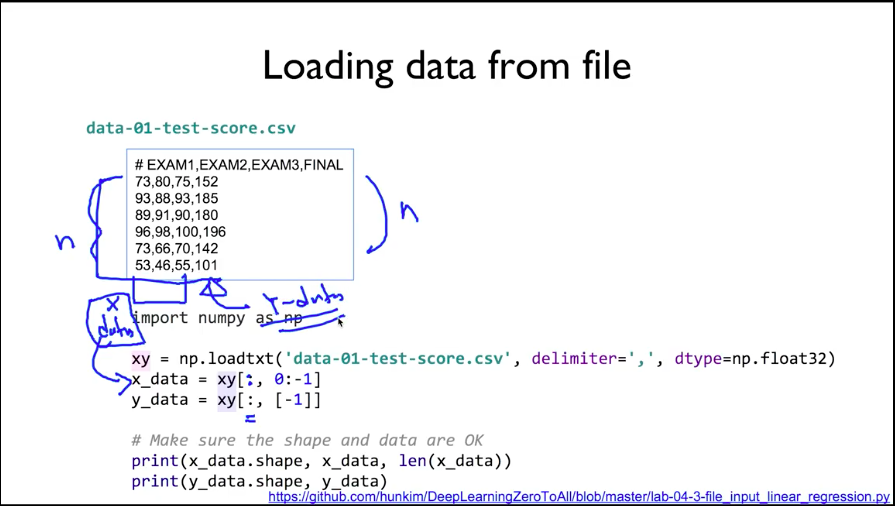 Loading data from file
data-01-test-score.csv
# EXAM1,EXAM2,EXAM3,FINAL
73,80,75,152
93,88,93,185
89,91,90,180
96,98,100,196
73,66,70,142
53,46,55,101
n
n
X
data
Y-data
import numpy as np
xy = np.loadtxt('data-01-test-score.csv', delimiter=',', dtype=np.float32)
x_data = xy[:, 0:-1]
y_data = xy[:, [-1]]
# Make sure the shape and data are OK
print(x_data.shape, x_data, len(x_data))
print(y_data.shape, y_data)
https://github.com/hunkim/DeepLearningZeroToAll/blob/master/lab-04-3-file_input_linear_regression.py